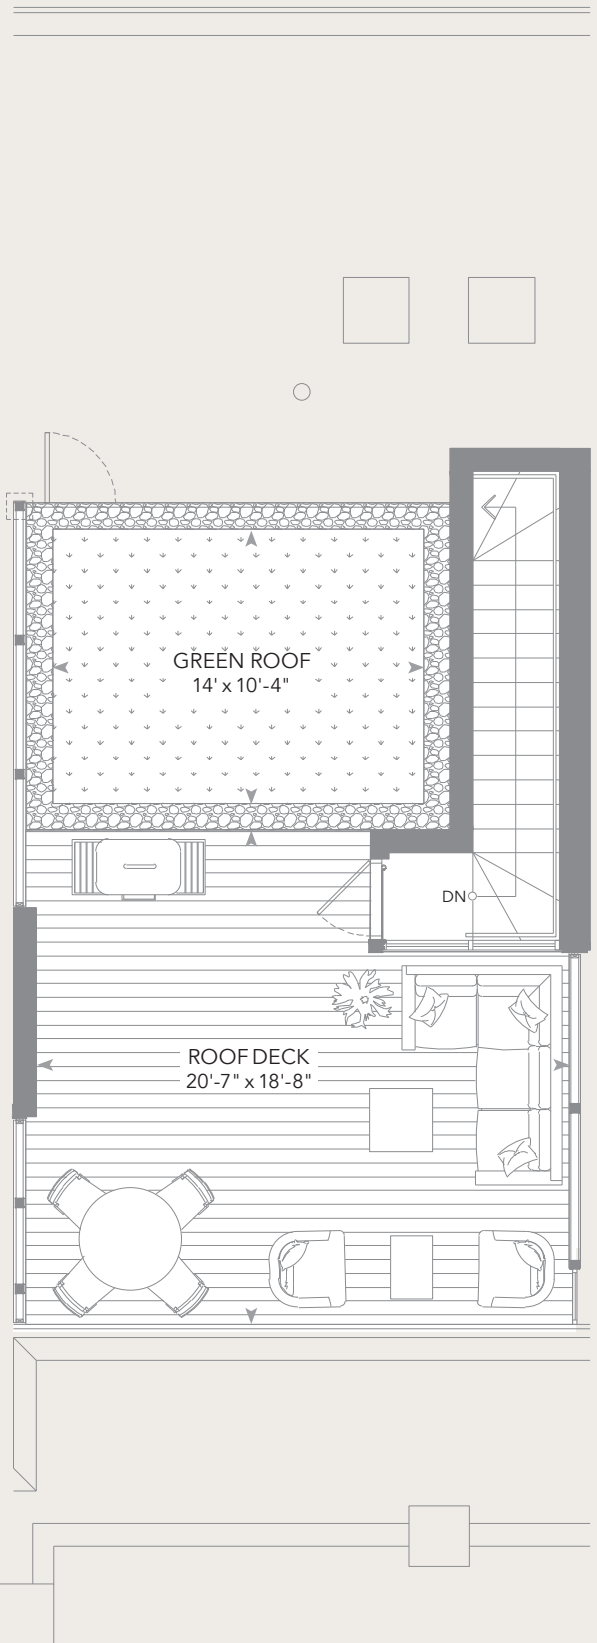 GREEN ROOF
14' x 10'-4"
DN
ROOF DECK
20'-7" x 18'-8"